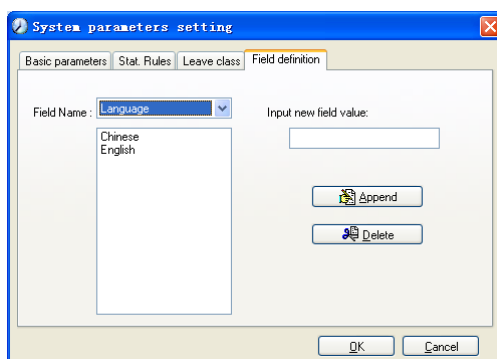 System parameters setting
Basic parameters Stat. Rules Leave class Field definition
Field Name : Language Input new field value:
Chinese
English
Append
Delete
OK Cancel